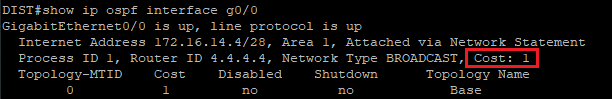 DIST#show ip ospf interface g0/0
GigabitEthernet0/0 is up, line protocol is up
Internet Address 172.16.14.4/28, Area 1, Attached via Network Statement
Process ID 1, Router ID 4.4.4.4, Network Type BROADCAST, Cost: 1
Topology-MTID Cost Disabled Shutdown Topology Name
0 1 no no Base